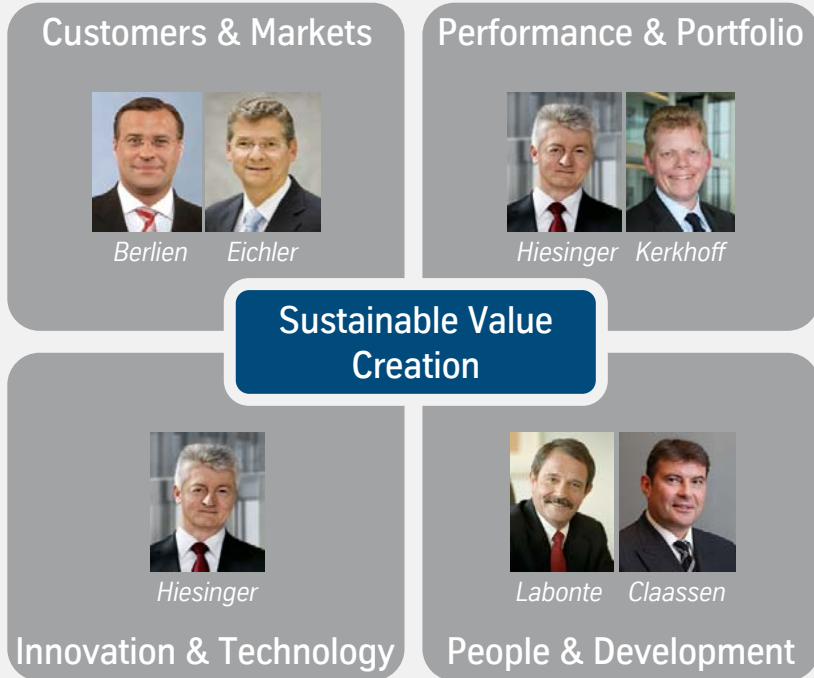 Customers & Markets
Performance & Portfolio
Berlien Eichler
Hiesinger Kerkhoff
Sustainable Value
Creation
Hiesinger
Labonte Claassen
Innovation & Technology
People & Development